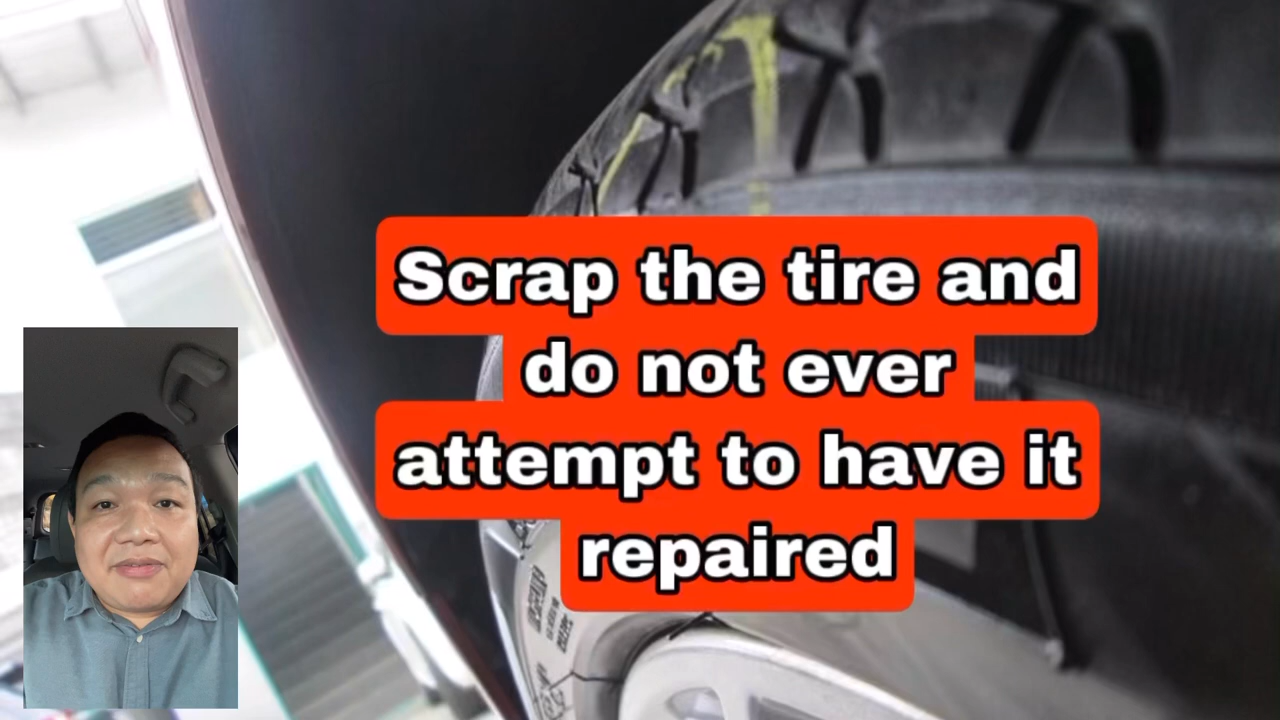 Scrap the tire and
do not ever
attempt to have it
repaired